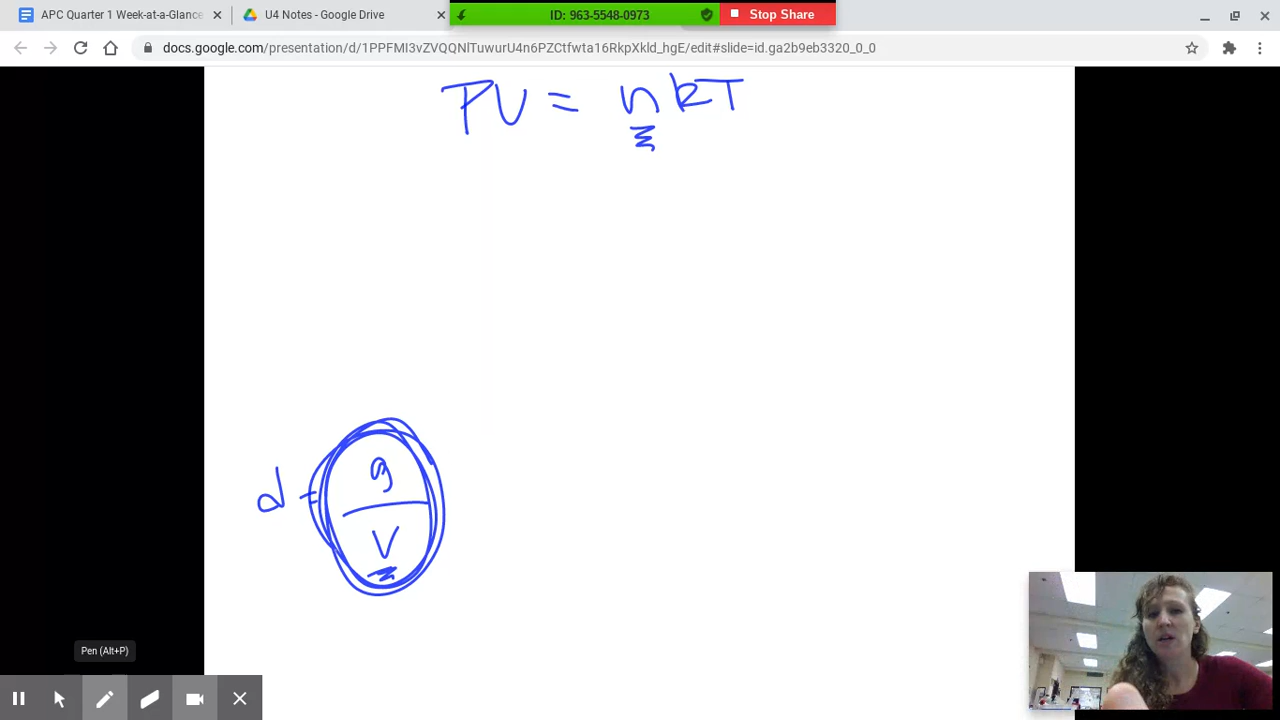 APC Quarter 1 Week-at-a-Glance
U4 Notes - Google Drive
ID: 963-5548-0973
Stop Share
docs.google.com/presentation/d/1PPFMI3vZVQQNlTuwurU4n6PZCtfwta16RkpXkld_hgE/edit#slide=id.ga2b9eb3320_0_0
PV = nRT
d = g
V
Pen (Alt+P)